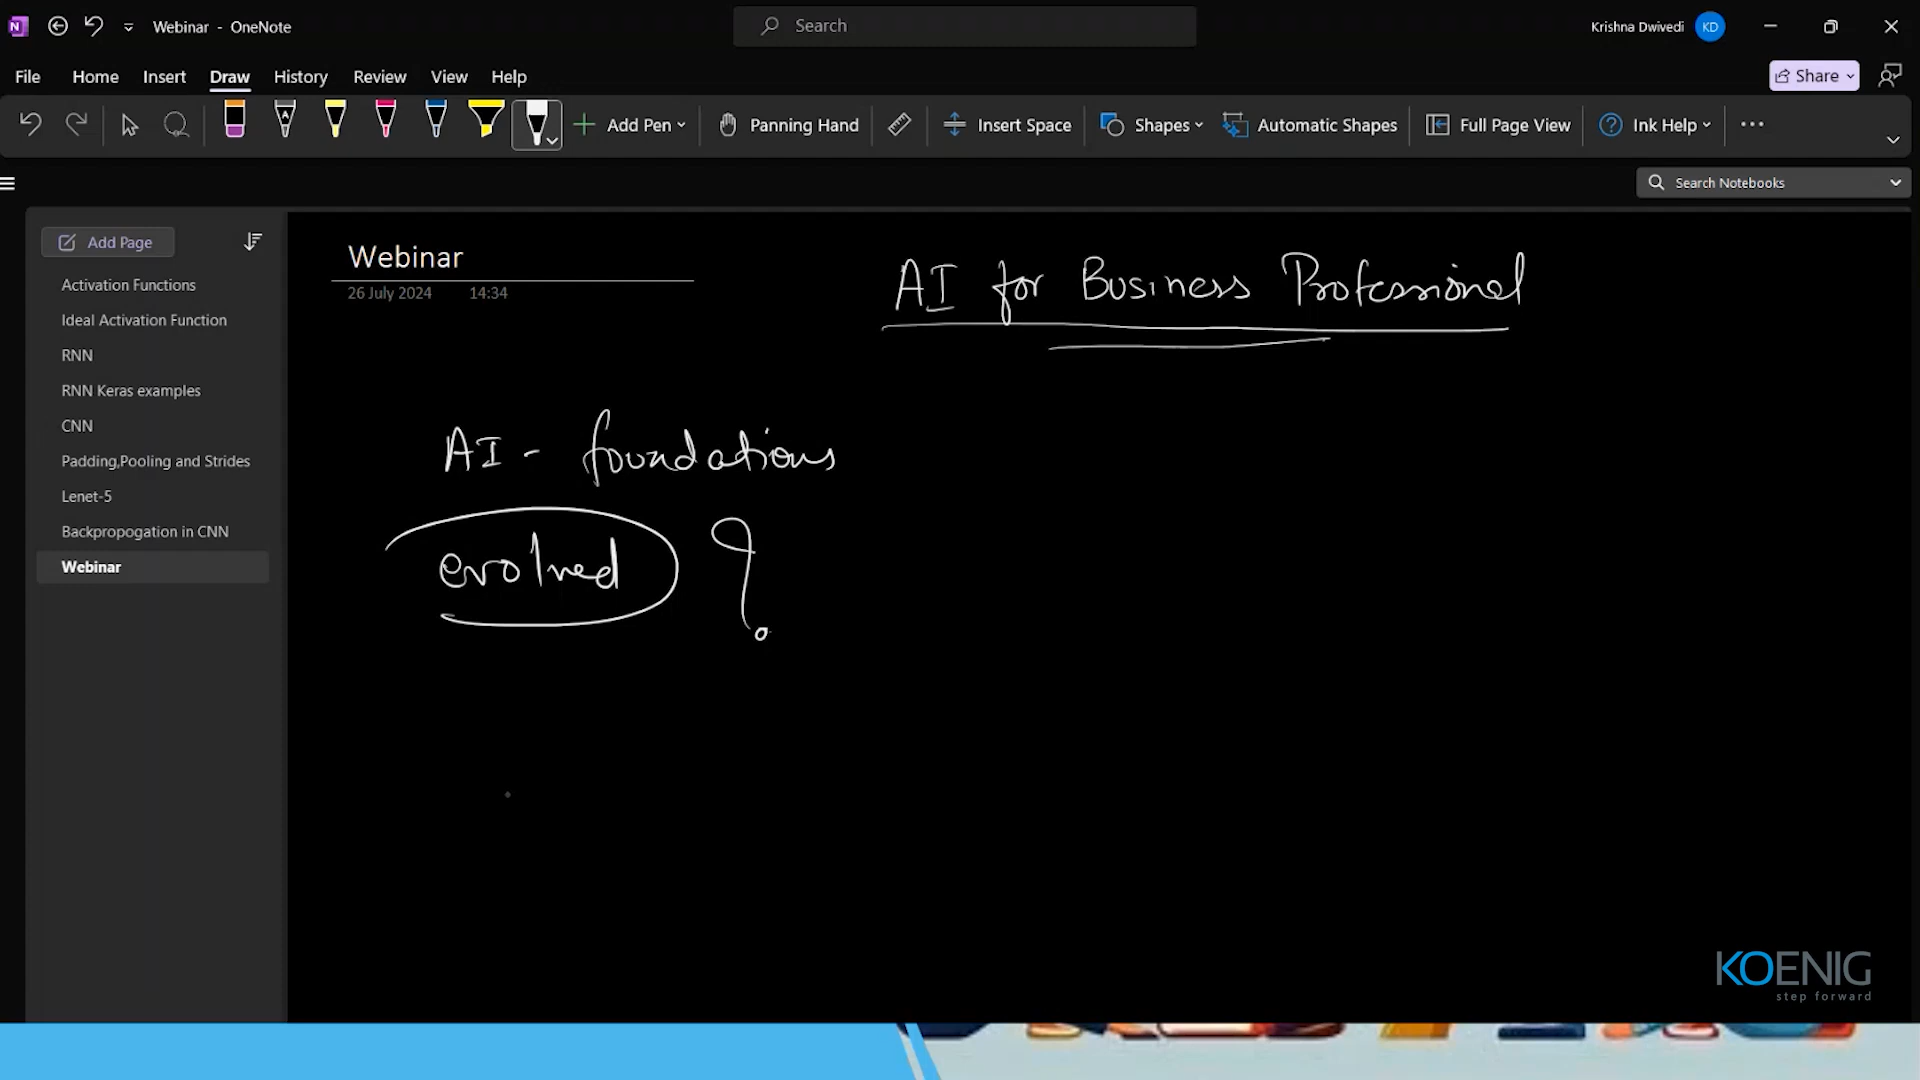 Webinar - OneNote
Search
Krishna Dwivedi KD
File Home Insert Draw History Review View Help
Share
Add Pen Panning Hand Insert Space Shapes Automatic Shapes Full Page View Ink Help
Search Notebooks
Add Page
Activation Functions
Ideal Activation Function
RNN
RNN Keras examples
CNN
Padding,Pooling and Strides
Lenet-5
Backpropogation in CNN
Webinar
Webinar
26 July 2024 14:34
AI for Business Professional
AI - foundations
evolved ?
KOENIG
step forward